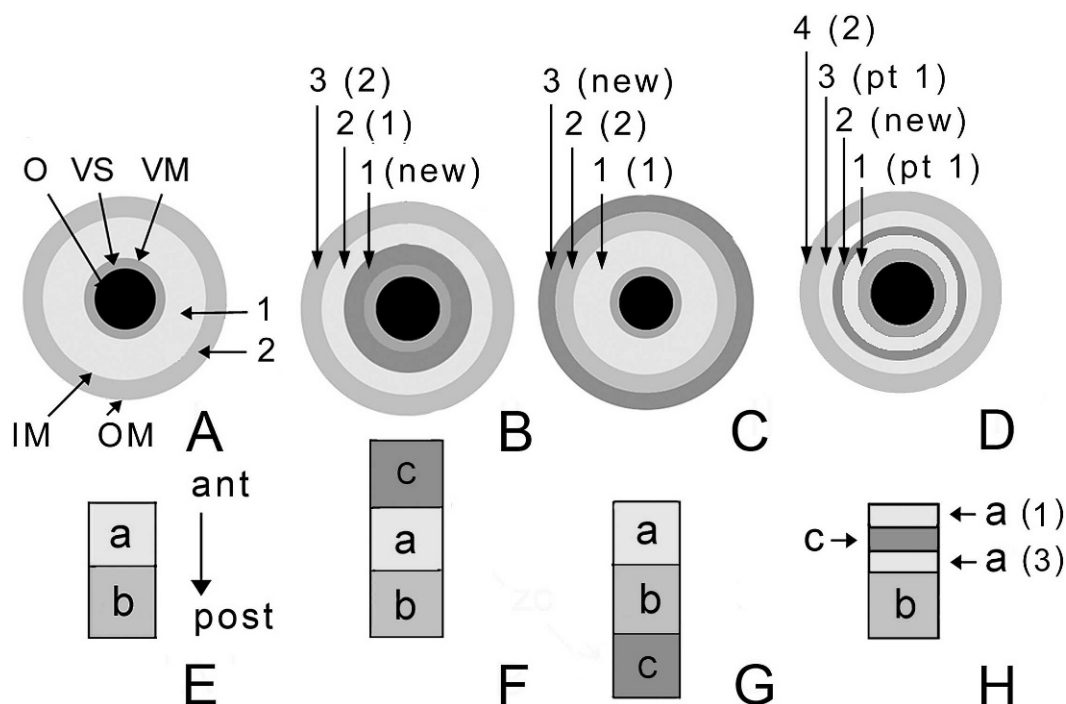 4 (2)
3 (2)
3 (new)
3 (pt 1)
2 (1)
2 (2)
2 (new)
O VS VM
1 (new)
1 (1)
1 (pt 1)
1
2
IM OM A
B
C
D
ant
post
a
b
E
c
a
b
F
a
b
c
G
a (1)
c
a (3)
b
H